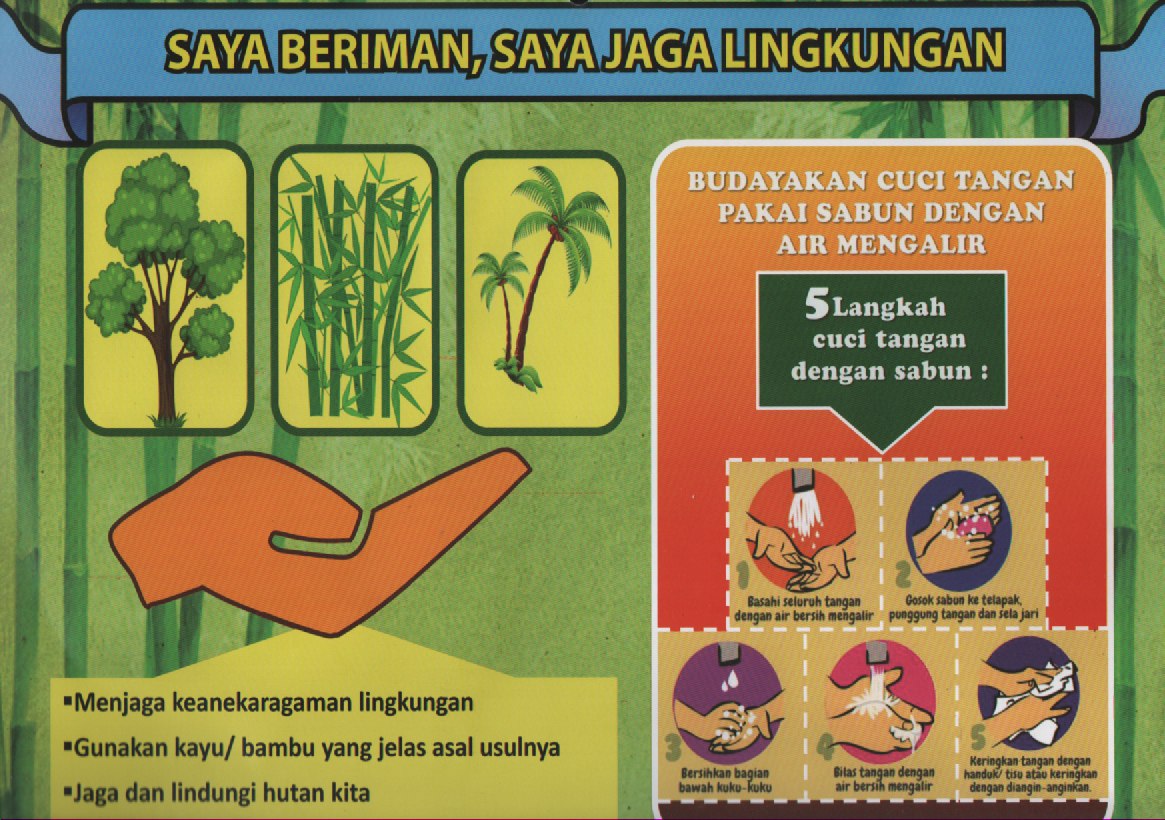 SAYA BERIMAN, SAYA JAGA LINGKUNGAN
▪Menjaga keanekaragaman lingkungan
▪Gunakan kayu/ bambu yang jelas asal usulnya
▪Jaga dan lindungi hutan kita
BUDAYAKAN CUCI TANGAN
PAKAI SABUN DENGAN
AIR MENGALIR
5 Langkah
cuci tangan
dengan sabun :
1
Basahi seluruh tangan
dengan air bersih mengalir
2
Gosok sabun ke telapak,
punggung tangan dan sela jari
3
Bersihkan bagian
bawah kuku-kuku
4
Bilas tangan dengan
air bersih mengalir
5
Keringkan tangan dengan
handuk/ tisu atau keringkan
dengan diangin-anginkan.